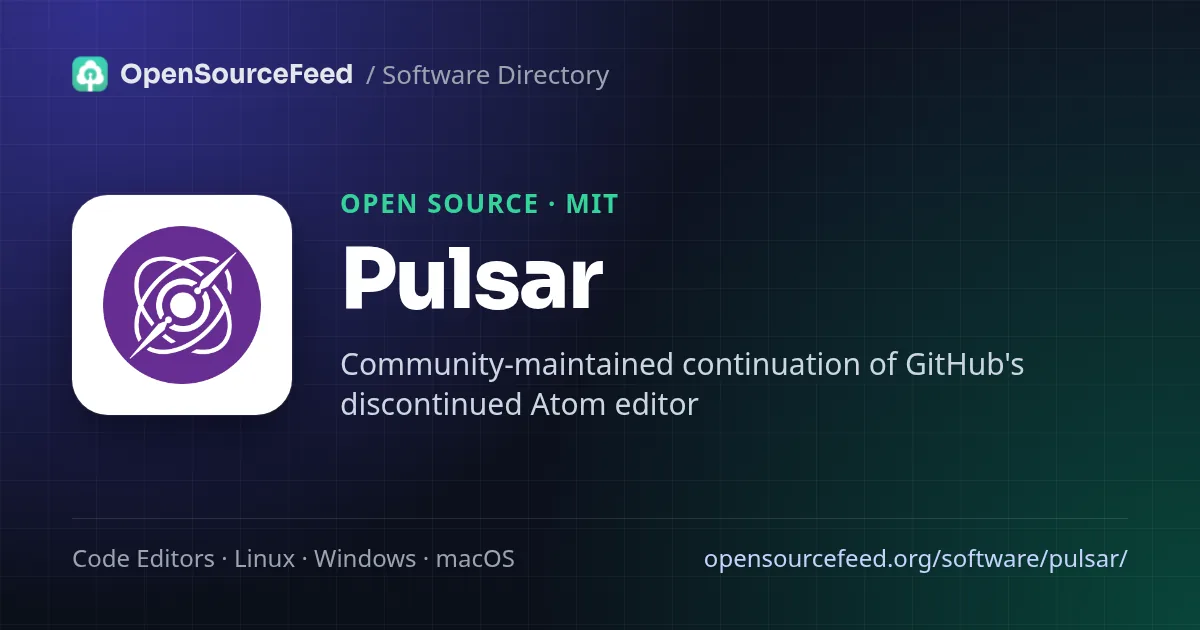 OpenSourceFeed / Software Directory
OPEN SOURCE · MIT
Pulsar
Community-maintained continuation of GitHub's
discontinued Atom editor
Code Editors · Linux · Windows · macOS
opensourcefeed.org/software/pulsar/